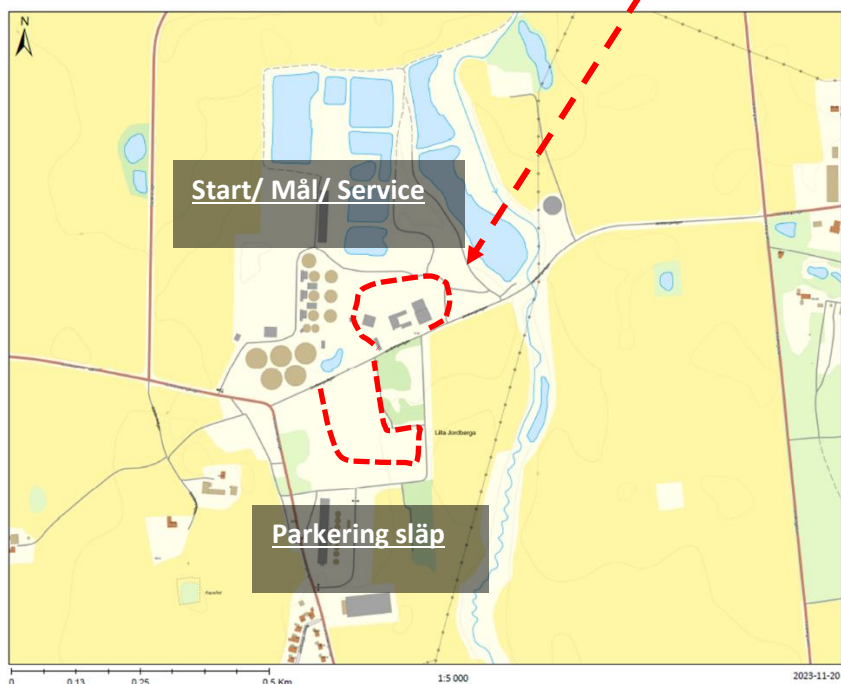 N
Start/ Mål/ Service
Lilla Jordberga
Parkering släp
0 0,13 0,25 0,5 Km
1:5 000
2023-11-20